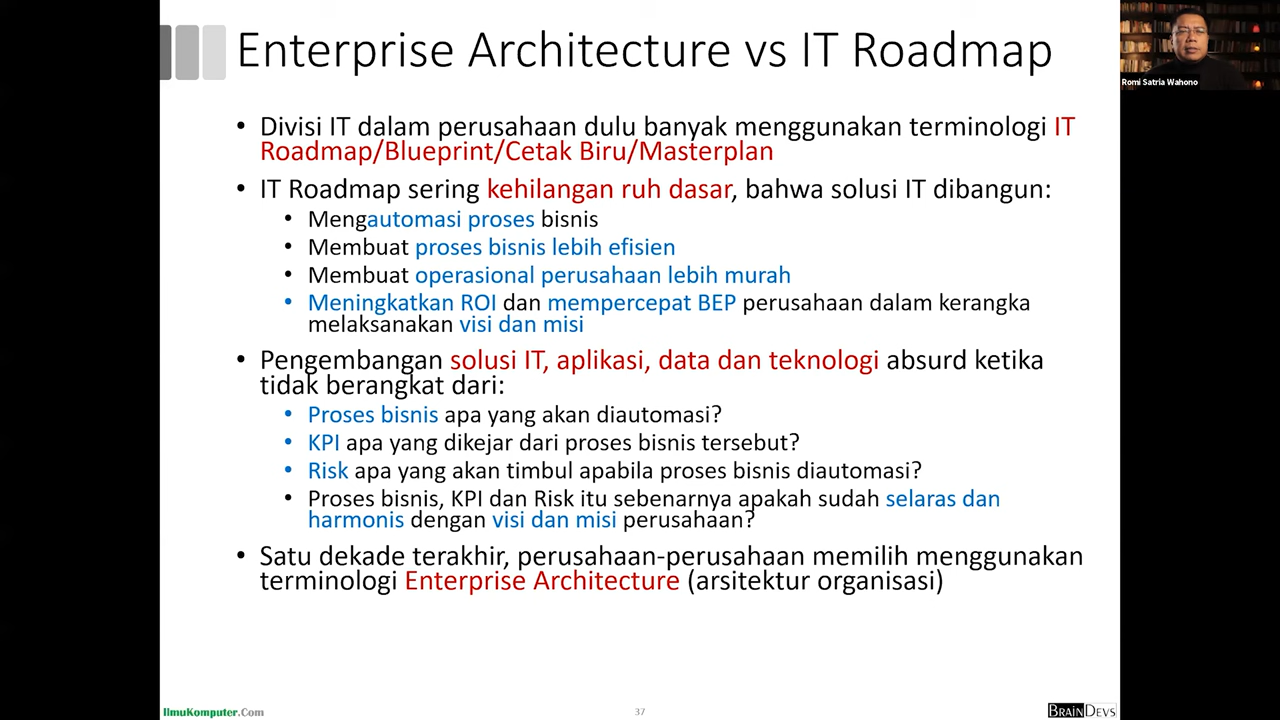 Enterprise Architecture vs IT Roadmap
Romi Satria Wahono
• Divisi IT dalam perusahaan dulu banyak menggunakan terminologi IT
Roadmap/Blueprint/Cetak Biru/Masterplan
• IT Roadmap sering kehilangan ruh dasar, bahwa solusi IT dibangun:
• Mengautomasi proses bisnis
• Membuat proses bisnis lebih efisien
• Membuat operasional perusahaan lebih murah
• Meningkatkan ROI dan mempercepat BEP perusahaan dalam kerangka
melaksanakan visi dan misi
• Pengembangan solusi IT, aplikasi, data dan teknologi absurd ketika
tidak berangkat dari:
• Proses bisnis apa yang akan diautomasi?
• KPI apa yang dikejar dari proses bisnis tersebut?
• Risk apa yang akan timbul apabila proses bisnis diautomasi?
• Proses bisnis, KPI dan Risk itu sebenarnya apakah sudah selaras dan
harmonis dengan visi dan misi perusahaan?
• Satu dekade terakhir, perusahaan-perusahaan memilih menggunakan
terminologi Enterprise Architecture (arsitektur organisasi)
IlmuKomputer.Com
37
BRAINDEVS